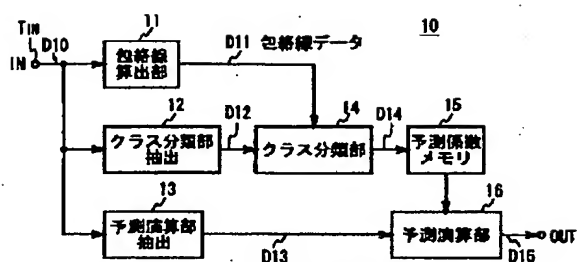 TIN
IN
D10
11
包絡線
算出部
D11 包絡線データ
10
12
クラス分類部
抽出
D12
14
クラス分類部
D14
15
予測係数
メモリ
13
予測演算部
抽出
D13
16
予測演算部
D15
OUT